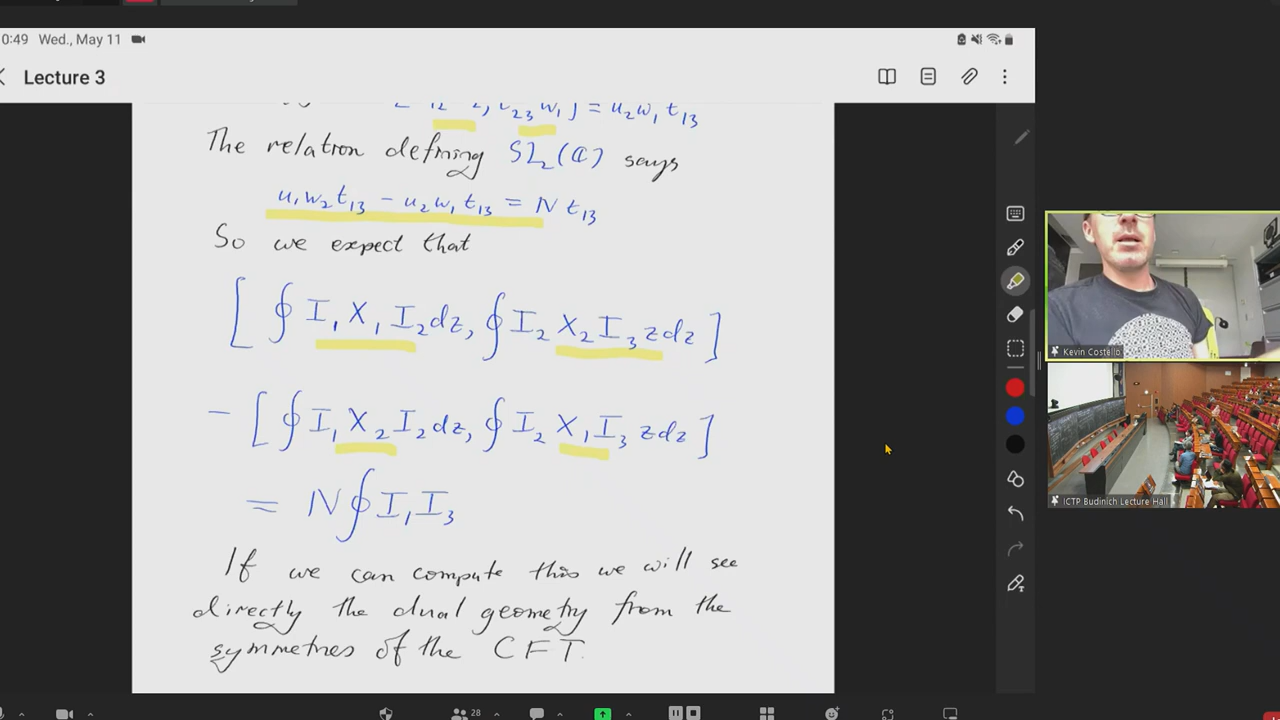 0:49 Wed., May 11
Lecture 3
= u₂w₁t₁₃
The relation defining SL₂(ℂ) says
u₁w₂t₁₃ - u₂w₁t₁₃ = N t₁₃
So we expect that
[ ∮ I₁ X₁ I₂ dz, ∮ I₂ X₂ I₃ z dz ]
- [ ∮ I₁ X₂ I₂ dz, ∮ I₂ X₁ I₃ z dz ]
= N ∮ I₁ I₃
If we can compute this we will see
directly the dual geometry from the
symmetries of the CFT.
Kevin Costello
ICTP Budinich Lecture Hall
28